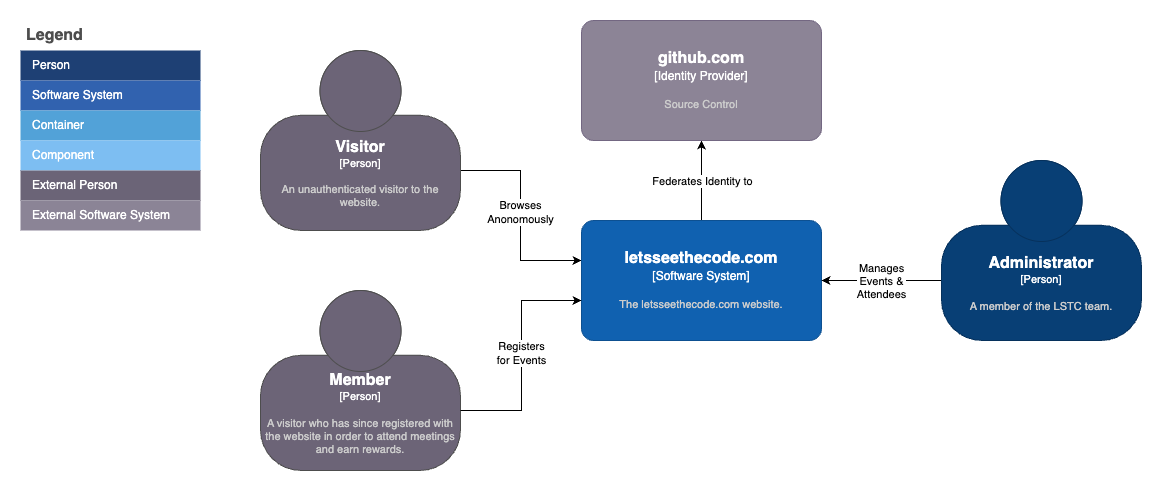 Legend
Person
Software System
Container
Component
External Person
External Software System
Visitor
[Person]
An unauthenticated visitor to the
website.
Browses
Anonomously
github.com
[Identity Provider]
Source Control
Federates Identity to
letsseethecode.com
[Software System]
The letsseethecode.com website.
Manages
Events &
Attendees
Administrator
[Person]
A member of the LSTC team.
Member
[Person]
A visitor who has since registered with
the website in order to attend meetings
and earn rewards.
Registers
for Events